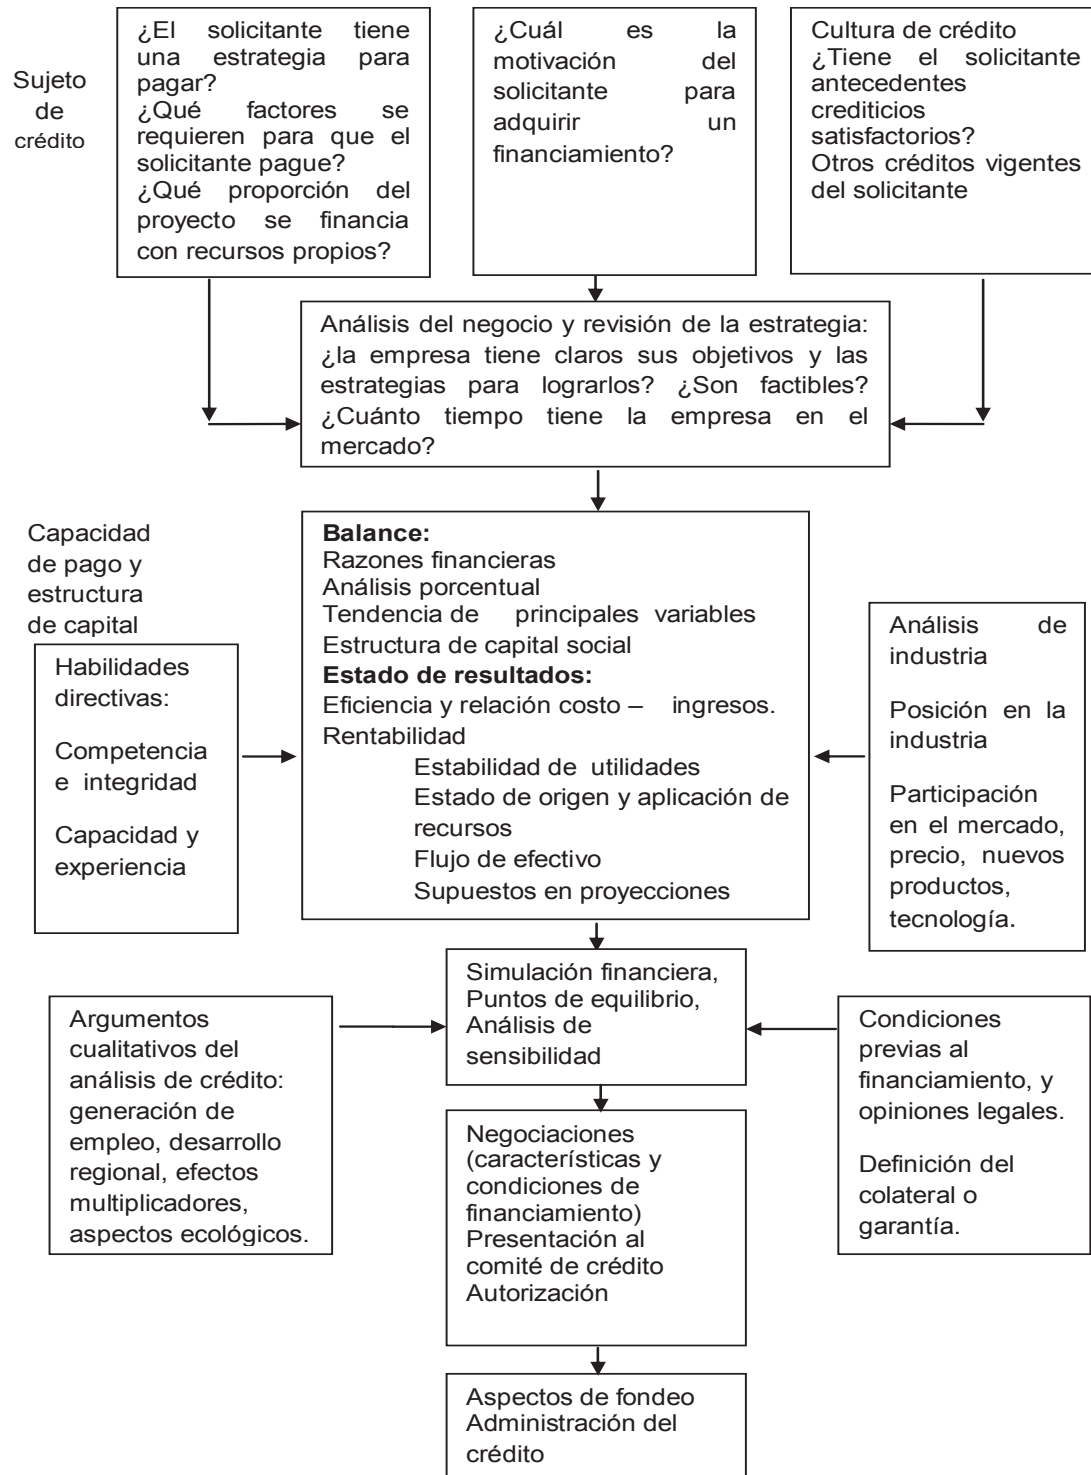 Sujeto
de
crédito
¿El solicitante tiene
una estrategia para
pagar?
¿Qué factores se
requieren para que el
solicitante pague?
¿Qué proporción del
proyecto se financia
con recursos propios?
¿Cuál es la
motivación del
solicitante para
adquirir un
financiamiento?
Cultura de crédito
¿Tiene el solicitante
antecedentes
crediticios
satisfactorios?
Otros créditos vigentes
del solicitante
Análisis del negocio y revisión de la estrategia:
¿la empresa tiene claros sus objetivos y las
estrategias para lograrlos? ¿Son factibles?
¿Cuánto tiempo tiene la empresa en el
mercado?
Capacidad
de pago y
estructura
de capital
Habilidades
directivas:
Competencia
e integridad
Capacidad y
experiencia
Balance:
Razones financieras
Análisis porcentual
Tendencia de principales variables
Estructura de capital social
Estado de resultados:
Eficiencia y relación costo – ingresos.
Rentabilidad
Estabilidad de utilidades
Estado de origen y aplicación de
recursos
Flujo de efectivo
Supuestos en proyecciones
Análisis de
industria
Posición en la
industria
Participación
en el mercado,
precio, nuevos
productos,
tecnología.
Simulación financiera,
Puntos de equilibrio,
Análisis de
sensibilidad
Argumentos
cualitativos del
análisis de crédito:
generación de
empleo, desarrollo
regional, efectos
multiplicadores,
aspectos ecológicos.
Condiciones
previas al
financiamiento, y
opiniones legales.
Definición del
colateral o
garantía.
Negociaciones
(características y
condiciones de
financiamiento)
Presentación al
comité de crédito
Autorización
Aspectos de fondeo
Administración del
crédito